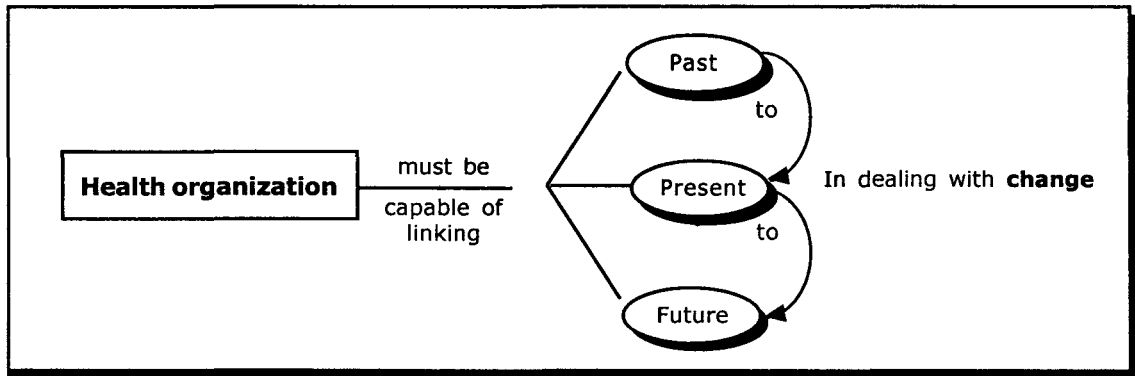 Health organization
must be
capable of
linking
Past
to
Present
to
Future
In dealing with change